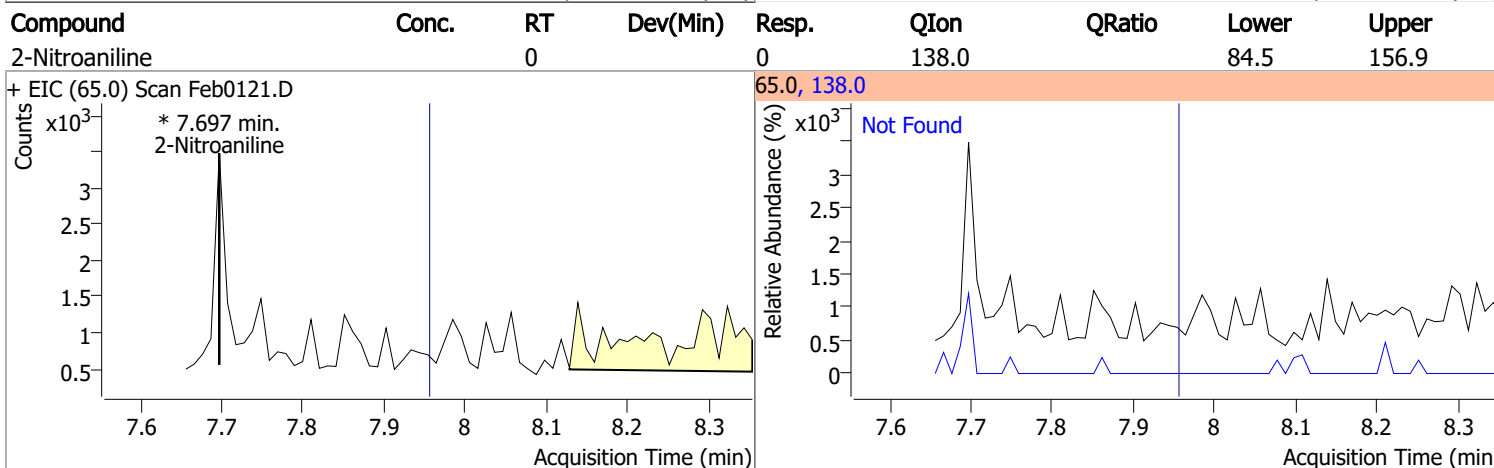 Compound Conc. RT Dev(Min) Resp. QIon QRatio Lower Upper
2-Nitroaniline 0 0 138.0 84.5 156.9
+ EIC (65.0) Scan Feb0121.D
Counts
x10³
* 7.697 min.
2-Nitroaniline
3
2.5
2
1.5
1
0.5
7.6 7.7 7.8 7.9 8 8.1 8.2 8.3
Acquisition Time (min)
65.0, 138.0
Relative Abundance (%)
x10³
Not Found
3
2.5
2
1.5
1
0.5
0
7.6 7.7 7.8 7.9 8 8.1 8.2 8.3
Acquisition Time (min)